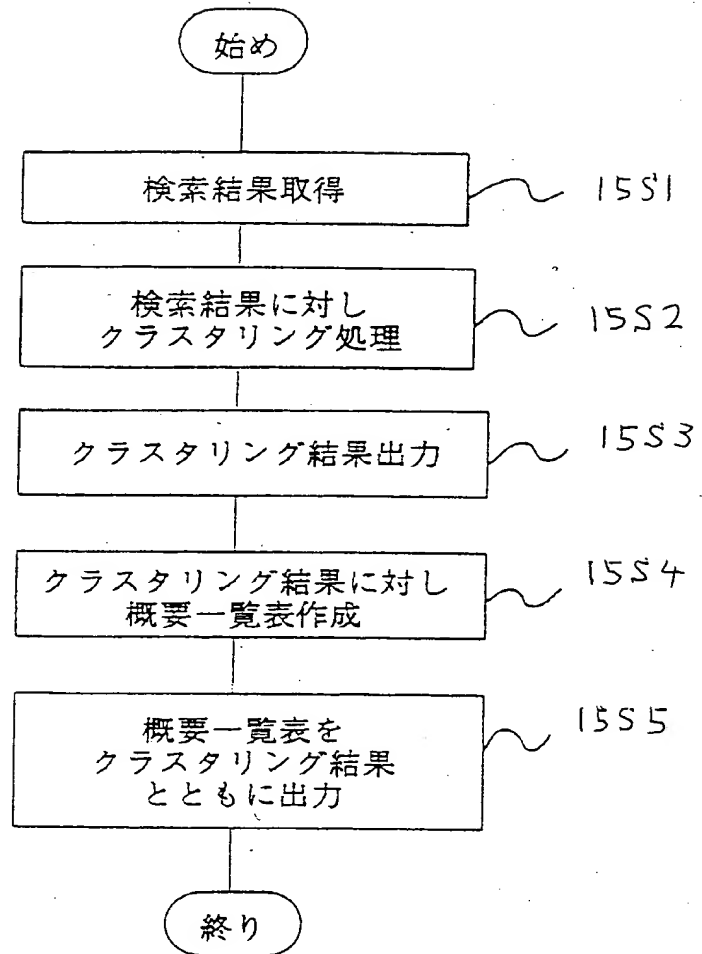 始め
検索結果取得
15S1
検索結果に対し
クラスタリング処理
15S2
クラスタリング結果出力
15S3
クラスタリング結果に対し
概要一覧表作成
15S4
概要一覧表を
クラスタリング結果
とともに出力
15S5
終り